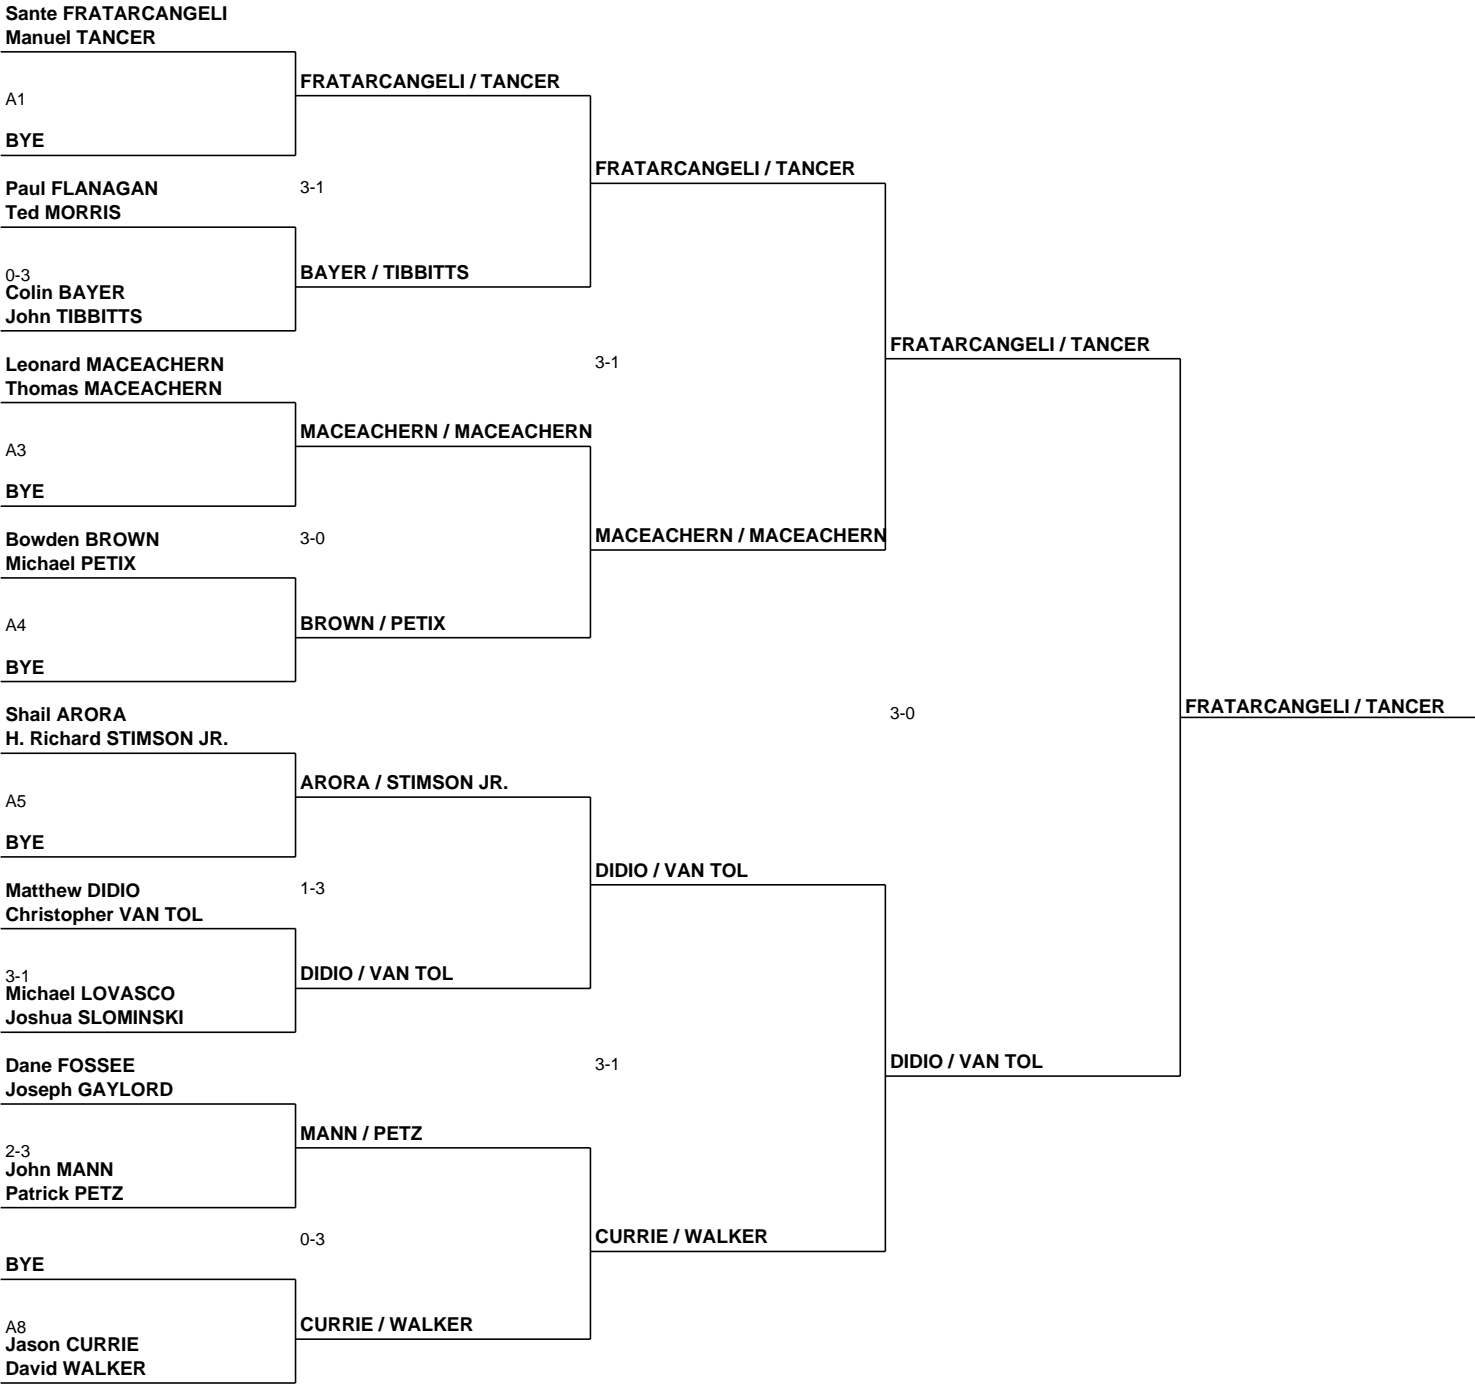 Sante FRATARCANGELI
Manuel TANCER
A1
BYE
Paul FLANAGAN
Ted MORRIS
0-3
Colin BAYER
John TIBBITTS
Leonard MACEACHERN
Thomas MACEACHERN
A3
BYE
Bowden BROWN
Michael PETIX
A4
BYE
Shail ARORA
H. Richard STIMSON JR.
A5
BYE
Matthew DIDIO
Christopher VAN TOL
3-1
Michael LOVASCO
Joshua SLOMINSKI
Dane FOSSEE
Joseph GAYLORD
2-3
John MANN
Patrick PETZ
BYE
A8
Jason CURRIE
David WALKER
FRATARCANGELI / TANCER
3-1
BAYER / TIBBITTS
MACEACHERN / MACEACHERN
3-0
BROWN / PETIX
ARORA / STIMSON JR.
1-3
DIDIO / VAN TOL
MANN / PETZ
0-3
CURRIE / WALKER
FRATARCANGELI / TANCER
3-1
MACEACHERN / MACEACHERN
DIDIO / VAN TOL
3-1
CURRIE / WALKER
FRATARCANGELI / TANCER
3-0
DIDIO / VAN TOL
FRATARCANGELI / TANCER